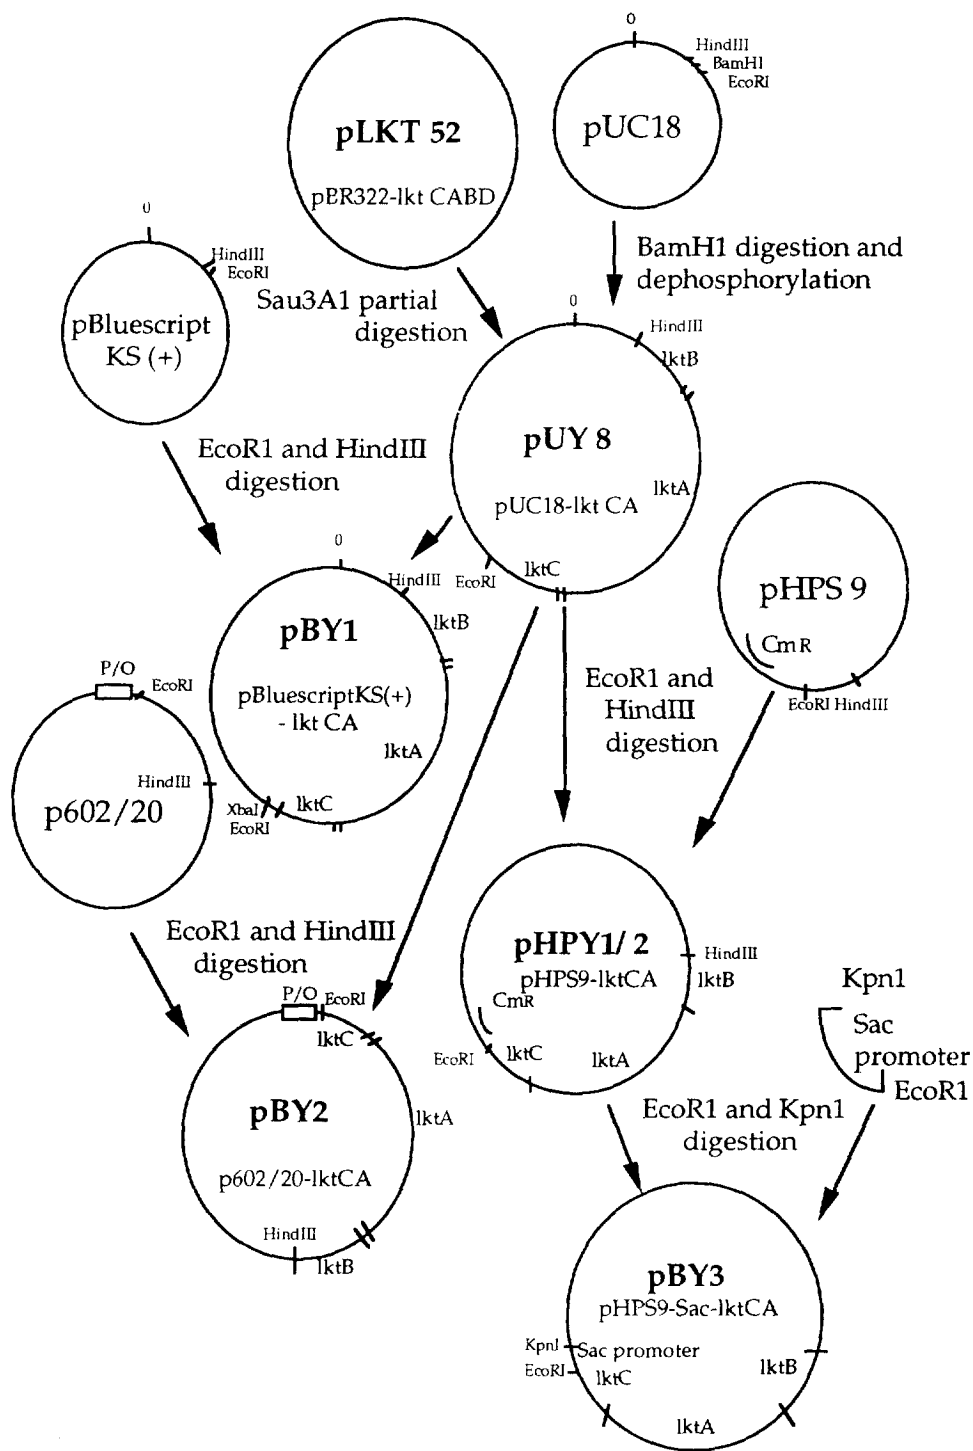 0
HindIII
BamHI
EcoRI
pUC18
pLKT 52
pBR322-lkt CABD
0
HindIII
EcoRI
pBluescript
KS (+)
BamH1 digestion and
dephosphorylation
Sau3A1 partial
digestion
0
HindIII
lktB
pUY 8
lktA
pUC18-lkt CA
EcoRI
lktC
EcoR1 and HindIII
digestion
0
HindIII
lktB
pBY1
pBluescriptKS(+)
- lkt CA
lktA
XbaI
EcoRI
lktC
pHPS 9
CmR
EcoRI HindIII
P/O
EcoRI
HindIII
p602/20
EcoR1 and
HindIII
digestion
EcoR1 and HindIII
digestion
pHPY1/ 2
pHPS9-lktCA
HindIII
lktB
CmR
EcoRI
lktC
lktA
P/O
EcoRI
lktC
pBY2
lktA
p602/20-lktCA
HindIII
lktB
Kpn1
Sac
promoter
EcoR1
EcoR1 and Kpn1
digestion
pBY3
pHPS9-Sac-lktCA
KpnI
Sac promoter
EcoRI
lktC
lktB
lktA